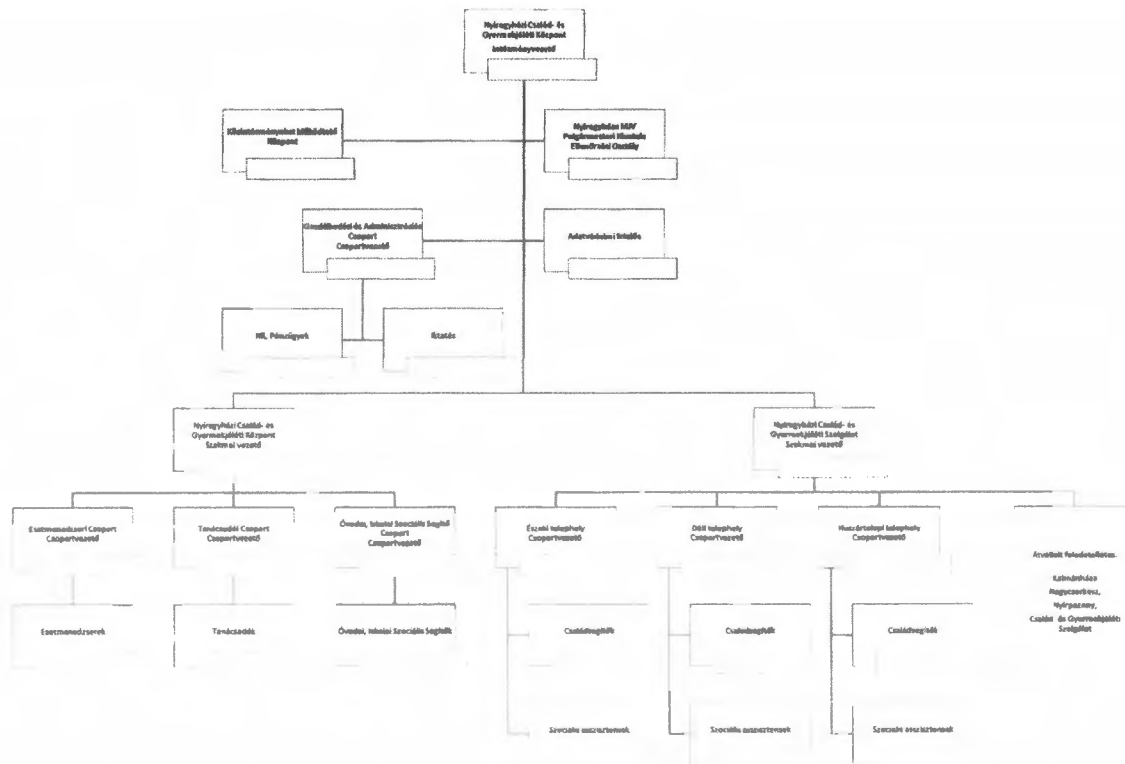 Nyíregyházi Család- és
Gyermekjóléti Központ
Intézményvezető
Közintézményeket Működtető
Központ
Nyíregyháza MJV
Polgármesteri Hivatala
Ellenőrzési Osztály
Gazdálkodási és Adminisztrációs
Csoport
Csoportvezető
Adatvédelmi felelős
HR, Pénzügyek
Iktatás
Nyíregyházi Család- és
Gyermekjóléti Központ
Szakmai vezető
Nyíregyházi Család- és
Gyermekjóléti Szolgálat
Szakmai vezető
Esetmenedzseri Csoport
Csoportvezető
Tanácsadói Csoport
Csoportvezető
Óvodai, Iskolai Szociális Segítő
Csoport
Csoportvezető
Északi telephely
Csoportvezető
Déli telephely
Csoportvezető
Huszártelepi telephely
Csoportvezető
Átvállalt feladatellátás
Kálmánháza
Nagycserkesz,
Nyírpazony,
Család- és Gyermekjóléti
Szolgálat
Esetmenedzserek
Tanácsadók
Óvodai, Iskolai Szociális Segítők
Családsegítők
Családsegítők
Családsegítők
Szociális asszisztensek
Szociális asszisztensek
Szociális asszisztensek